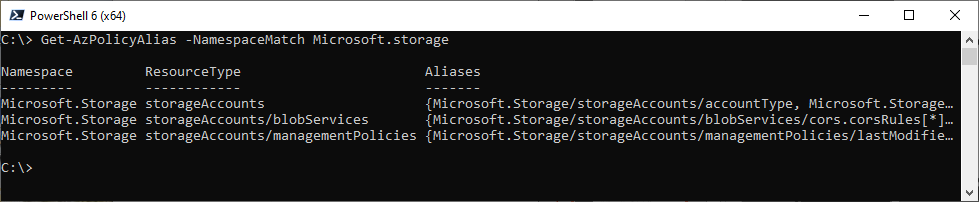 PowerShell 6 (x64)
C:\> Get-AzPolicyAlias -NamespaceMatch Microsoft.storage
Namespace ResourceType Aliases
--------- ------------ -------
Microsoft.Storage storageAccounts {Microsoft.Storage/storageAccounts/accountType, Microsoft.Storage…
Microsoft.Storage storageAccounts/blobServices {Microsoft.Storage/storageAccounts/blobServices/cors.corsRules[*]…
Microsoft.Storage storageAccounts/managementPolicies {Microsoft.Storage/storageAccounts/managementPolicies/lastModifie…
C:\>